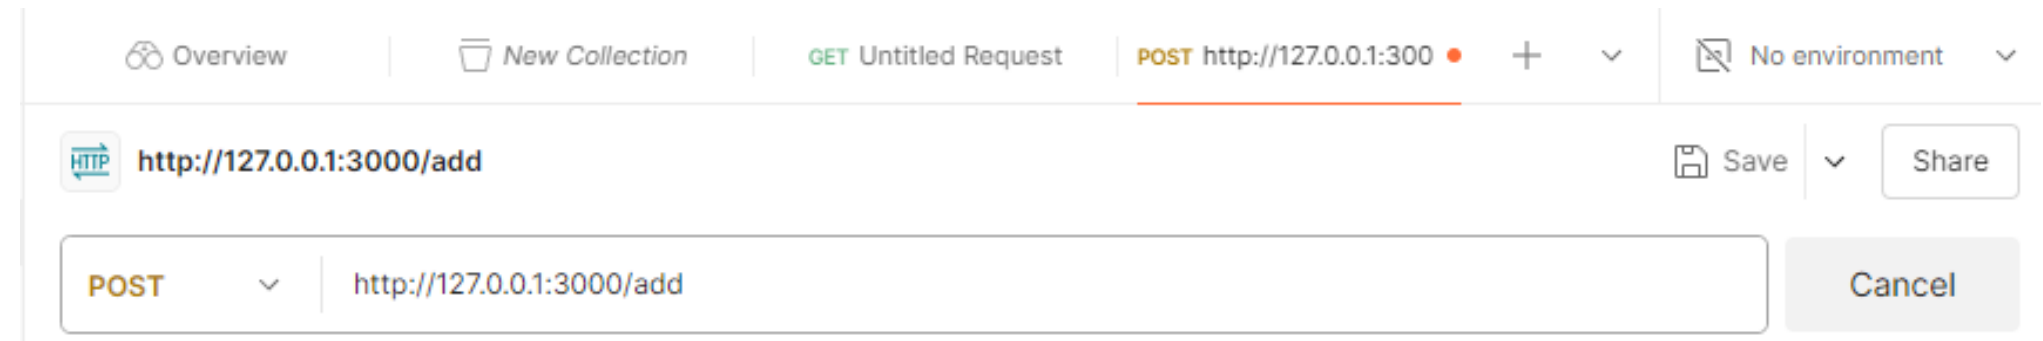 Overview New Collection GET Untitled Request POST http://127.0.0.1:300 No environment
HTTP http://127.0.0.1:3000/add Save Share
POST http://127.0.0.1:3000/add Cancel